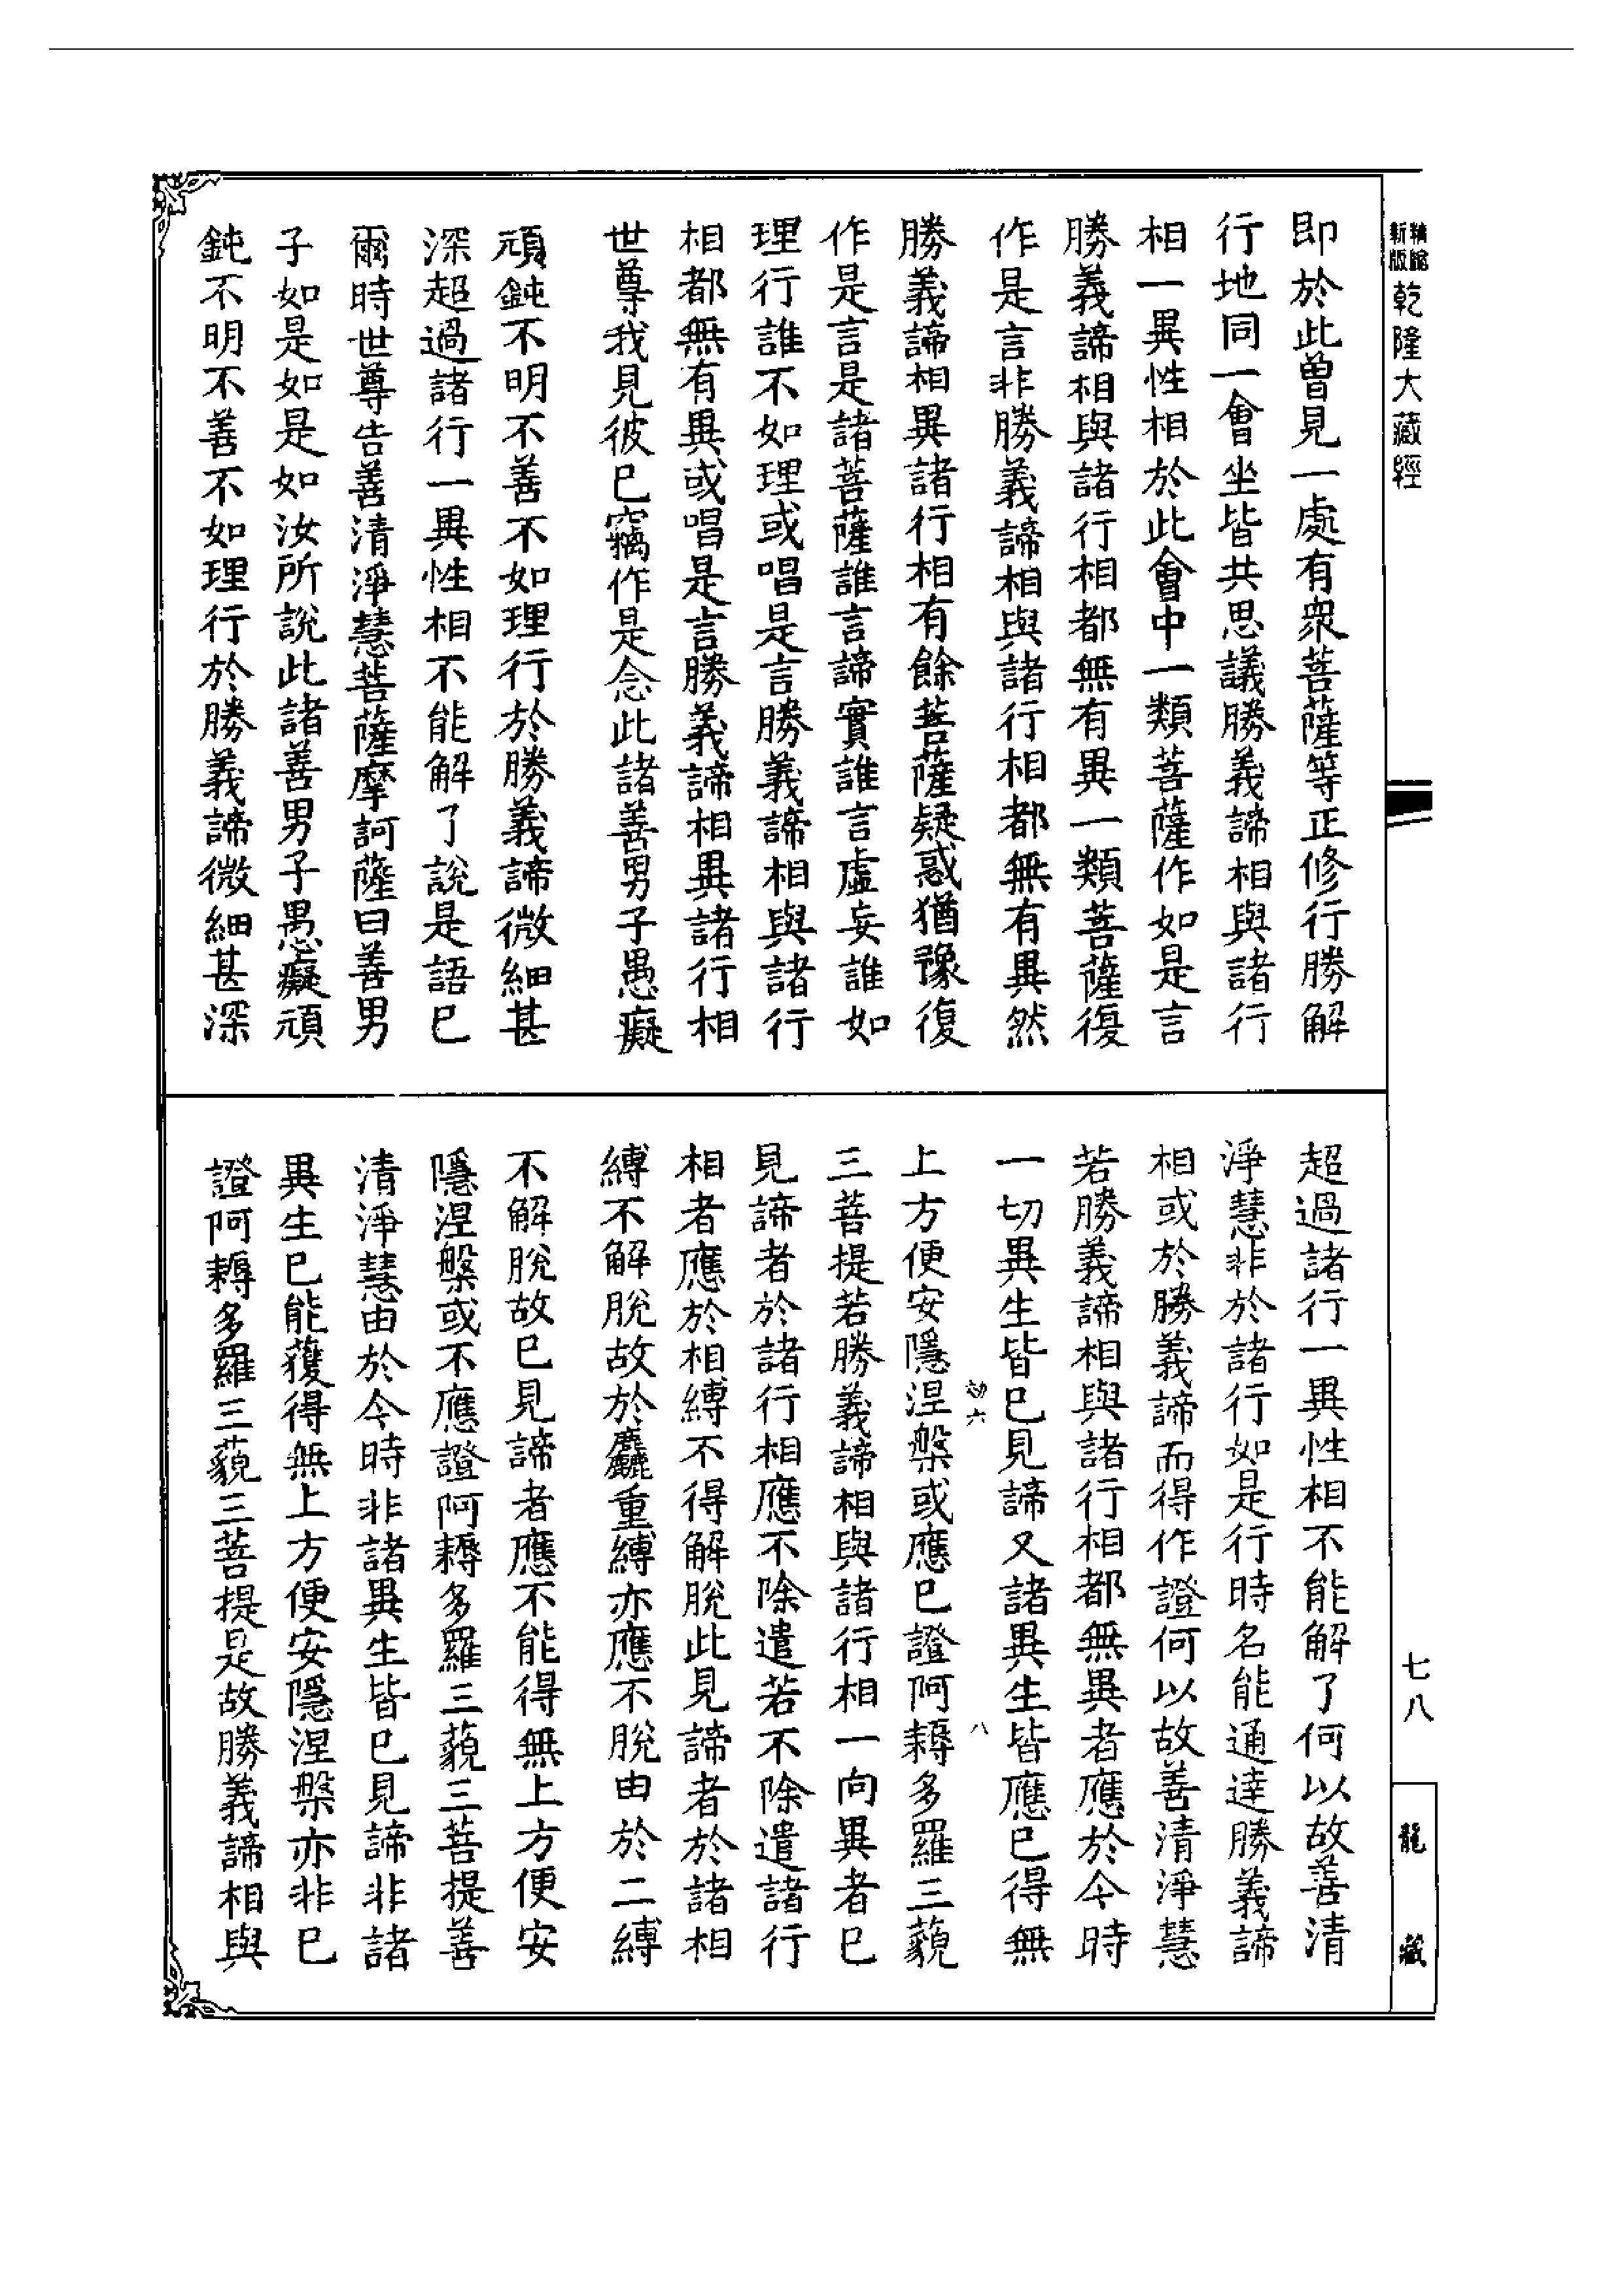 新版
乾隆大藏經
即於此曾見一處有衆菩薩等正修行勝解
行地同一會坐皆共思議勝義諦相與諸行
相一異性相於此會中一類菩薩作如是言
勝義諦相與諸行相都無有異一類菩薩復
作是言非勝義諦相與諸行相都無有異然
勝義諦相異諸行相有餘菩薩疑惑猶豫復
作是言是諸菩薩誰言諦實誰言虛妄誰如
理行誰不如理或唱是言勝義諦相與諸行
相都無有異或唱是言勝義諦相異諸行相
世尊我見彼已竊作是念此諸善男子愚癡
頑鈍不明不善不如理行於勝義諦微細甚
深超過諸行一異性相不能解了說是語已
爾時世尊告善清淨慧菩薩摩訶薩曰善男
子如是如是如汝所說此諸善男子愚癡頑
鈍不明不善不如理行於勝義諦微細甚深
超過諸行一異性相不能解了何以故善清
淨慧非於諸行如是行時名能通達勝義諦
相或於勝義諦而得作證何以故善清淨慧
若勝義諦相與諸行相都無異者應於今時
一切異生皆已見諦又諸異生皆應已得無
上方便安隱涅槃或應已證阿耨多羅三藐
三菩提若勝義諦相與諸行相一向異者已
見諦者於諸行相應不除遣若不除遣諸行
相者應於相縛不得解脫此見諦者於諸相
縛不解脫故於麤重縛亦應不脫由於二縛
不解脫故已見諦者應不能得無上方便安
隱涅槃或不應證阿耨多羅三藐三菩提善
清淨慧由於今時非諸異生皆已見諦非諸
異生已能獲得無上方便安隱涅槃亦非已
證阿耨多羅三藐三菩提是故勝義諦相與
六
八
七八
龍藏